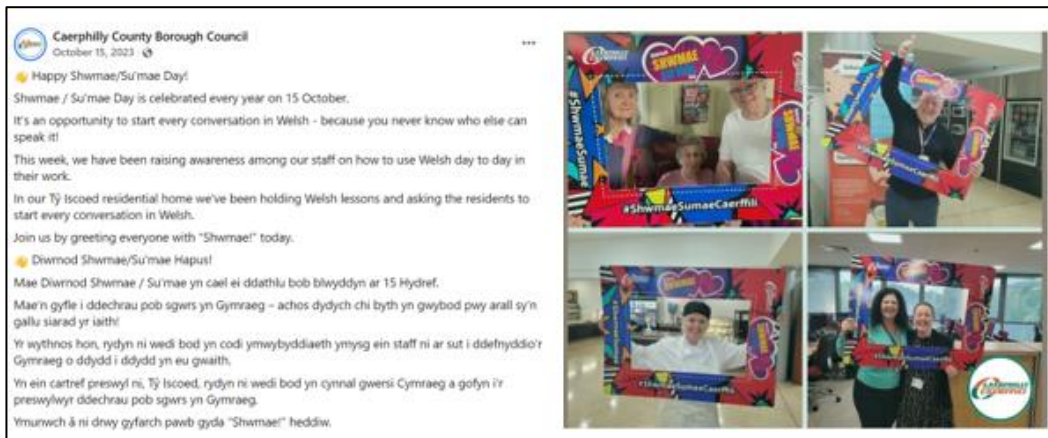 Caerphilly County Borough Council
October 15, 2023
👋 Happy Shwmae/Su'mae Day!
Shwmae / Su'mae Day is celebrated every year on 15 October.
It's an opportunity to start every conversation in Welsh - because you never know who else can
speak it!
This week, we have been raising awareness among our staff on how to use Welsh day to day in
their work.
In our Tŷ Iscoed residential home we've been holding Welsh lessons and asking the residents to
start every conversation in Welsh.
Join us by greeting everyone with "Shwmae!" today.
👋 Diwrnod Shwmae/Su'mae Hapus!
Mae Diwrnod Shwmae / Su'mae yn cael ei ddathlu bob blwyddyn ar 15 Hydref.
Mae'n gyfle i ddechrau pob sgwrs yn Gymraeg – achos dydych chi byth yn gwybod pwy arall sy'n
gallu siarad yr iaith!
Yr wythnos hon, rydyn ni wedi bod yn codi ymwybyddiaeth ymysg ein staff ni ar sut i ddefnyddio'r
Gymraeg o ddydd i ddydd yn eu gwaith.
Yn ein cartref preswyl ni, Tŷ Iscoed, rydyn ni wedi bod yn cynnal gwersi Cymraeg a gofyn i'r
preswylwyr ddechrau pob sgwrs yn Gymraeg.
Ymunwch â ni drwy gyfarch pawb gyda "Shwmae!" heddiw.
SHWMAE
#ShwmaeSumae
SHWMAE
#ShwmaeSumaeCaerffili
#ShwmaeSumaeCaerffili
#ShwmaeSumaeCaerffili
#ShwmaeSumaeCaerffili
CAERPHILLY
CAERFFILI